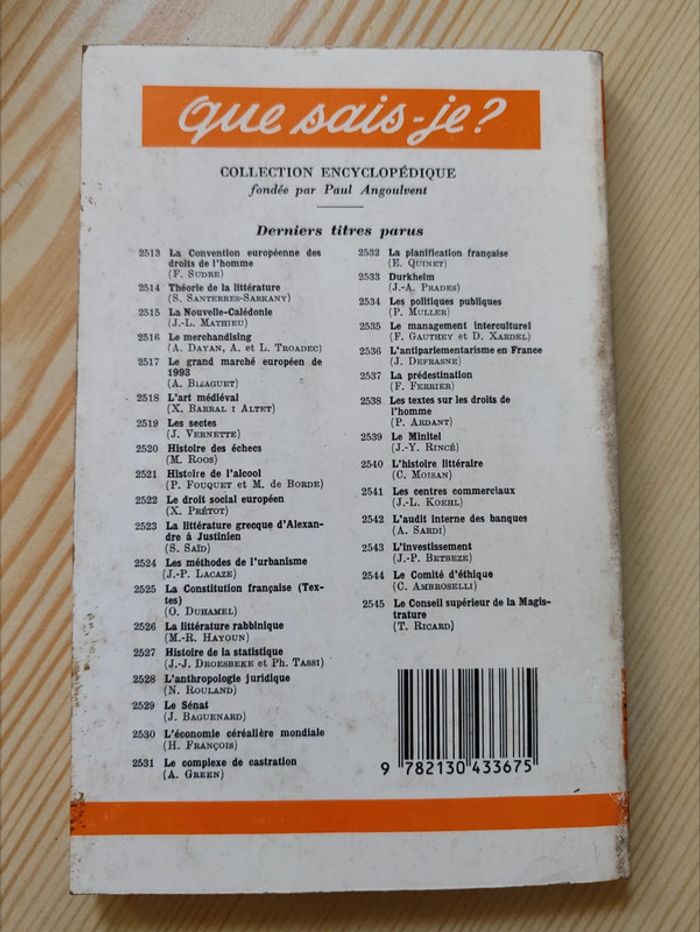 que sais-je?
COLLECTION ENCYCLOPÉDIQUE
fondée par Paul Angoulvent
Derniers titres parus
2513 La Convention européenne des
droits de l'homme
(F. SUDRE)
2514 Théorie de la littérature
(S. SANTERRES-SARKANY)
2515 La Nouvelle-Calédonie
(J.-L. MATHIEU)
2516 Le merchandising
(A. DAYAN, A. et L. TROADEC)
2517 Le grand marché européen de
1993
(A. BIZAGUET)
2518 L'art médiéval
(X. BARRAL I ALTET)
2519 Les sectes
(J. VERNETTE)
2520 Histoire des échecs
(M. ROOS)
2521 Histoire de l'alcool
(P. FOUQUET et M. DE BORDE)
2522 Le droit social européen
(X. PRÉTOT)
2523 La littérature grecque d'Alexan-
dre à Justinien
(S. SAÏD)
2524 Les méthodes de l'urbanisme
(J.-P. LACAZE)
2525 La Constitution française (Tex-
tes)
(O. DUHAMEL)
2526 La littérature rabbinique
(M.-R. HAYOUN)
2527 Histoire de la statistique
(J.-J. DROESBEKE et Ph. TASSI)
2528 L'anthropologie juridique
(N. ROULAND)
2529 Le Sénat
(J. BAGUENARD)
2530 L'économie céréalière mondiale
(H. FRANÇOIS)
2531 Le complexe de castration
(A. GREEN)
2532 La planification française
(E. QUINET)
2533 Durkheim
(J.-A. PRADES)
2534 Les politiques publiques
(P. MULLER)
2535 Le management interculturel
(F. GAUTHEY et D. XARDEL)
2536 L'antiparlementarisme en France
(J. DEFRASNE)
2537 La prédestination
(F. FERRIER)
2538 Les textes sur les droits de
l'homme
(P. ARDANT)
2539 Le Minitel
(J.-Y. RINCÉ)
2540 L'histoire littéraire
(C. MOISAN)
2541 Les centres commerciaux
(J.-L. KOEHL)
2542 L'audit interne des banques
(A. SARDI)
2543 L'investissement
(J.-P. BETBEZE)
2544 Le Comité d'éthique
(C. AMBROSELLI)
2545 Le Conseil supérieur de la Magis-
trature
(T. RICARD)
9 782130 433675